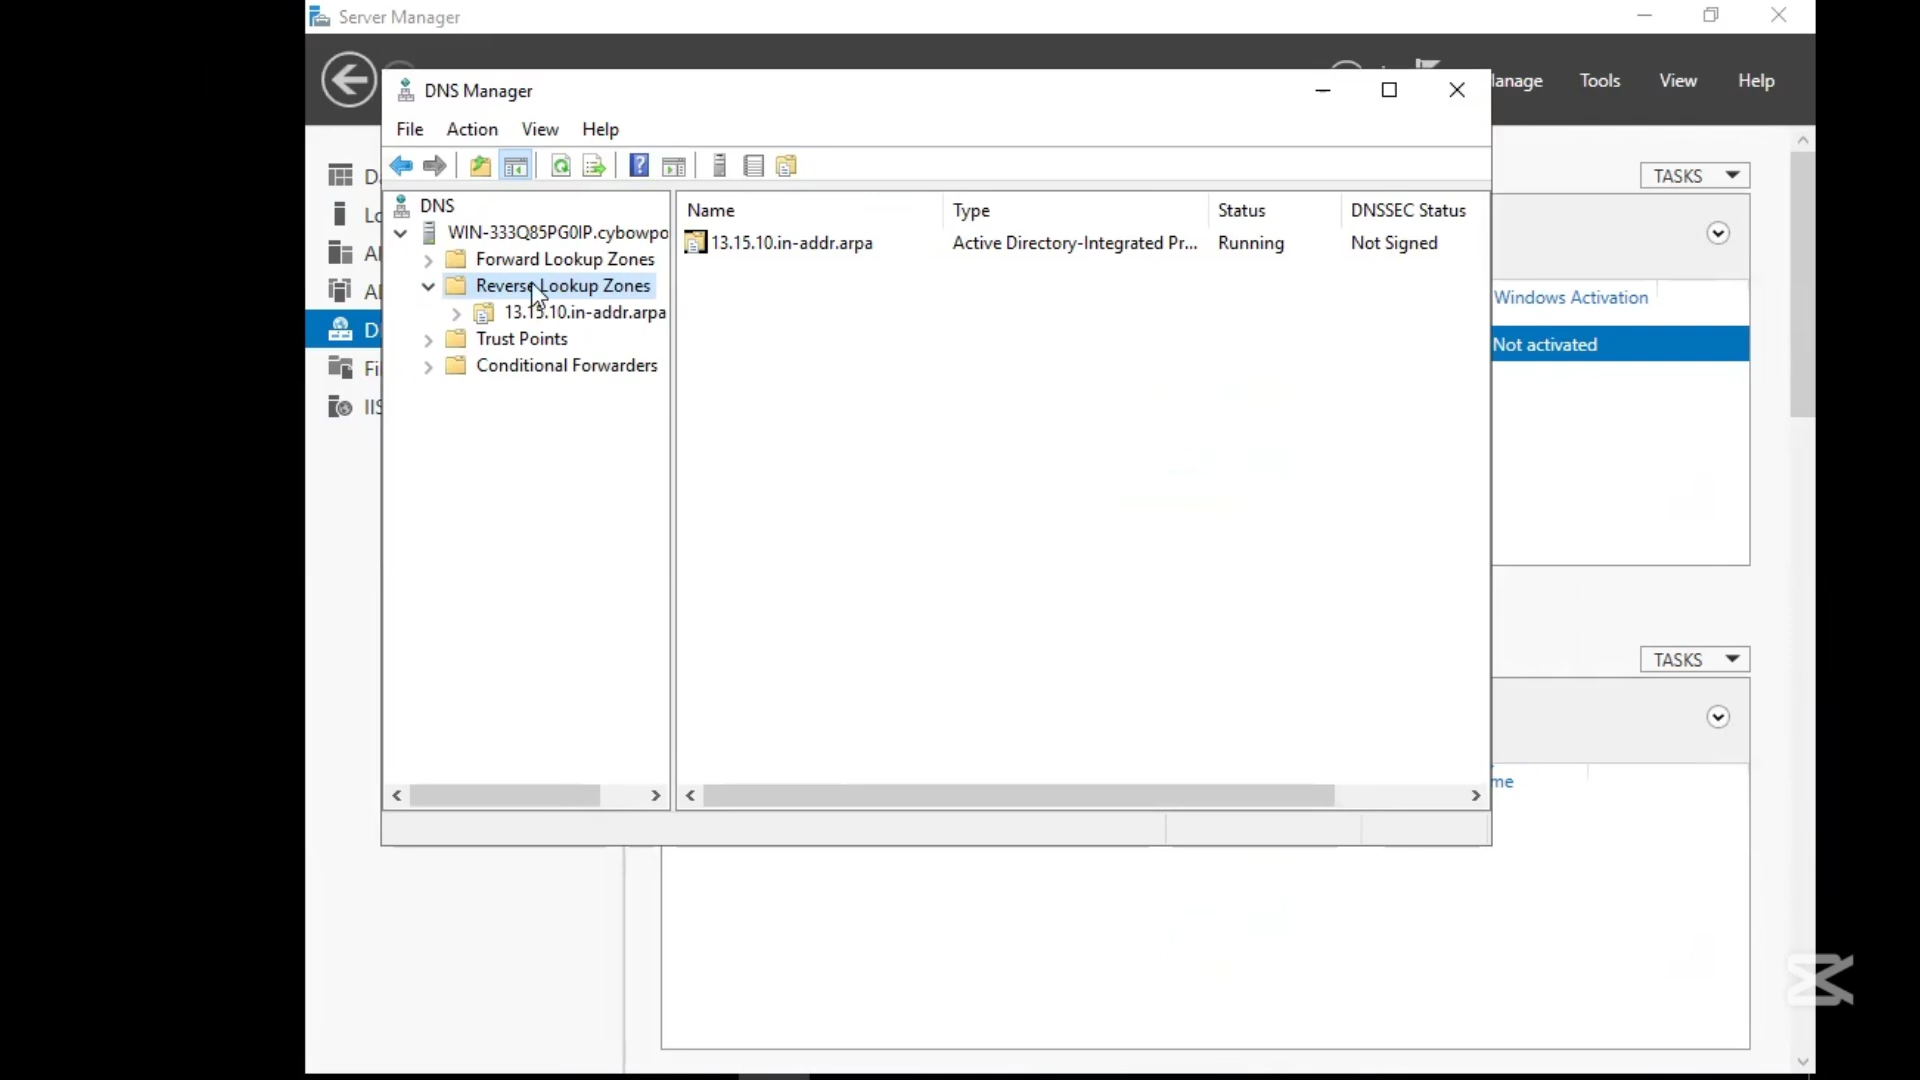 Server Manager
Tools
View
Help
DNS Manager
File
Action
View
Help
DNS
WIN-333Q85PG0IP.cybowpo
Forward Lookup Zones
Reverse Lookup Zones
13.15.10.in-addr.arpa
Trust Points
Conditional Forwarders
Name
Type
Status
DNSSEC Status
13.15.10.in-addr.arpa
Active Directory-Integrated Pr...
Running
Not Signed
TASKS
Windows Activation
Not activated
TASKS
me